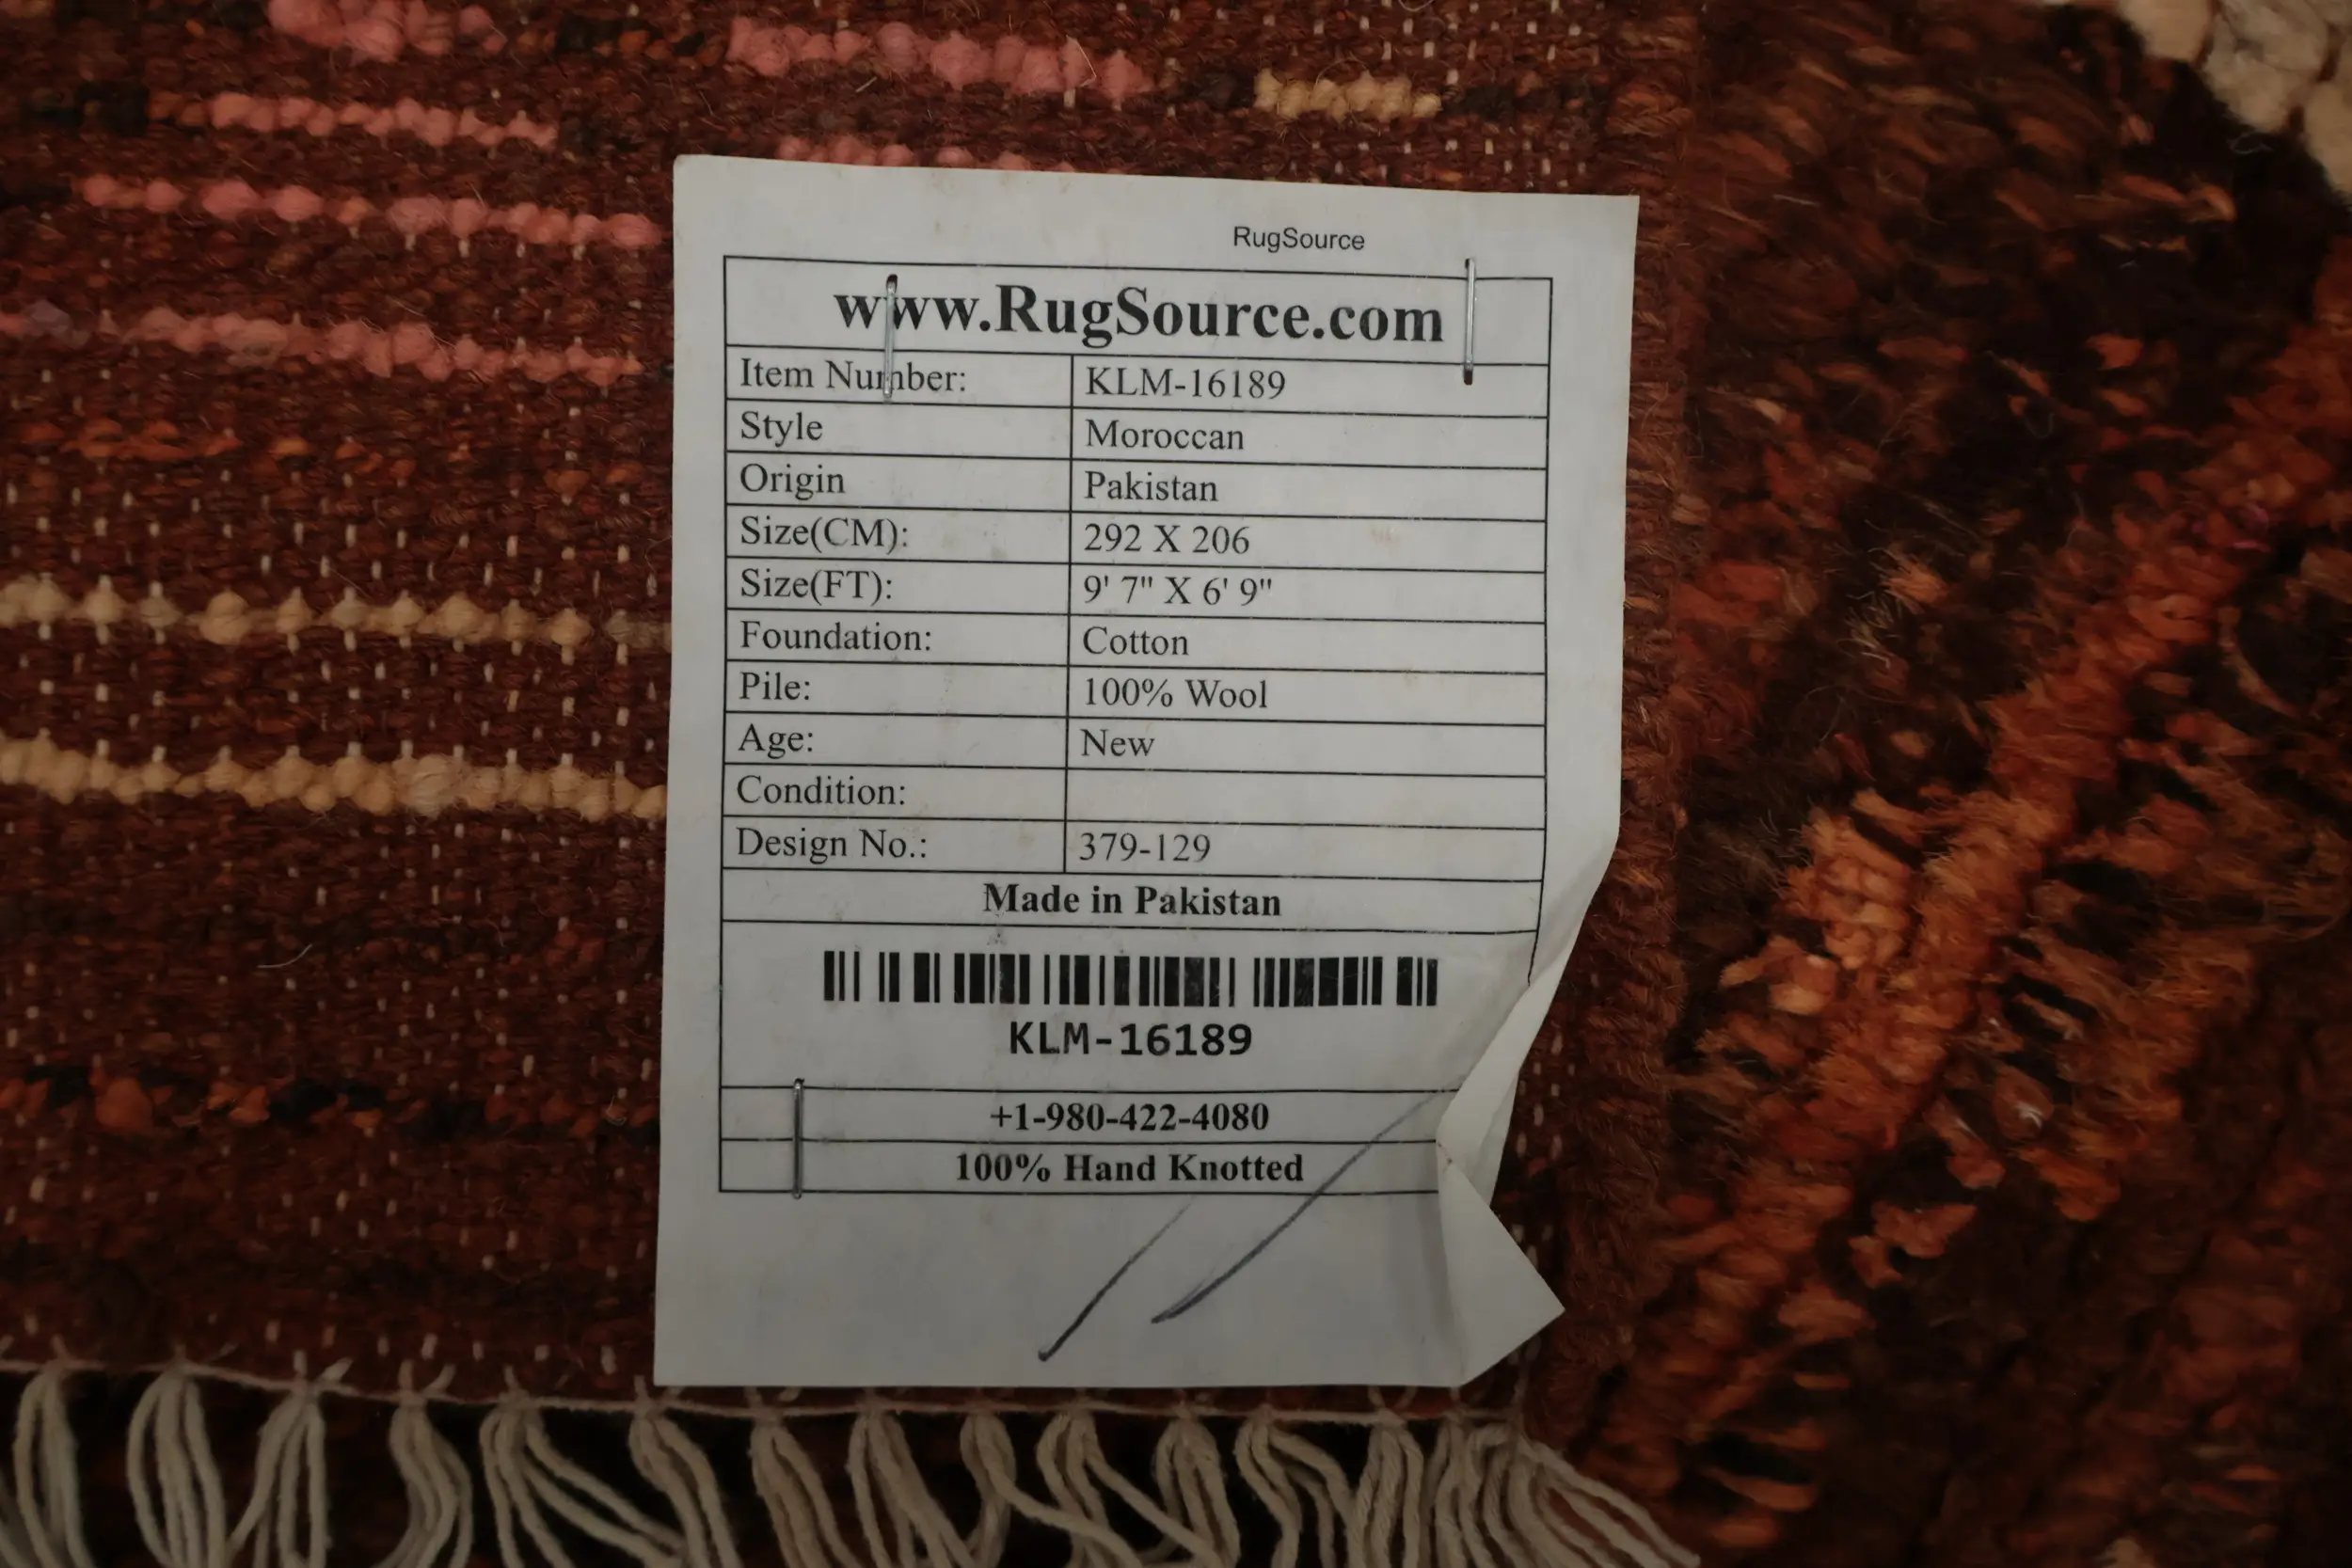 RugSource
www.RugSource.com
Item Number: KLM-16189
Style Moroccan
Origin Pakistan
Size(CM): 292 X 206
Size(FT): 9' 7" X 6' 9"
Foundation: Cotton
Pile: 100% Wool
Age: New
Condition:
Design No.: 379-129
Made in Pakistan
KLM-16189
+1-980-422-4080
100% Hand Knotted